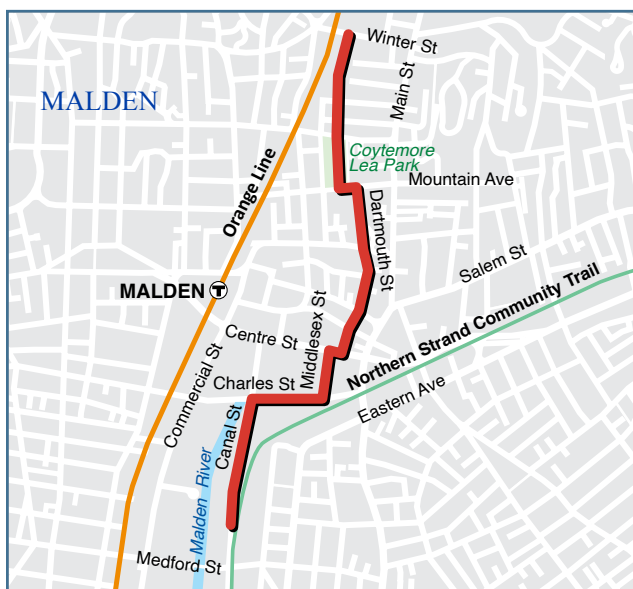 Winter St
Main St
MALDEN
Coytemore
Lea Park
Mountain Ave
Orange Line
Dartmouth St
Salem St
MALDEN T
Northern Strand Community Trail
Middlesex St
Centre St
Commercial St
Charles St
Eastern Ave
Canal St
Malden River
Medford St